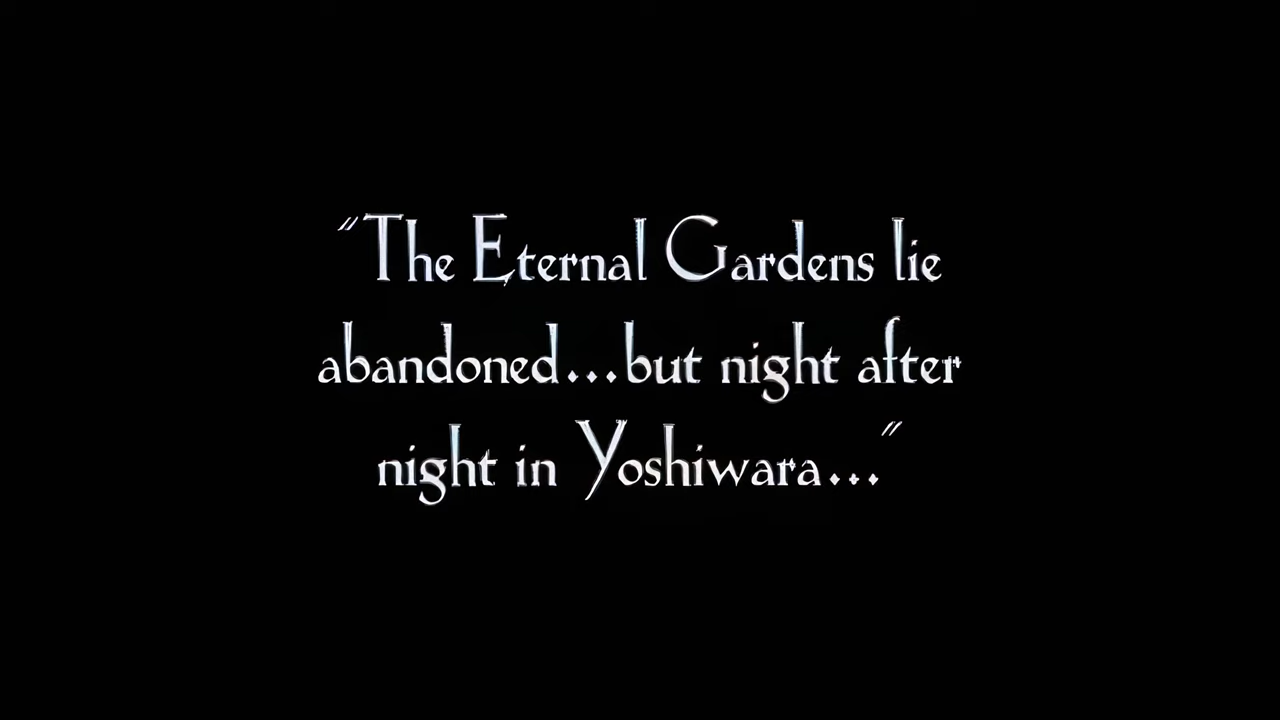 "The Eternal Gardens lie
abandoned...but night after
night in Yoshiwara..."